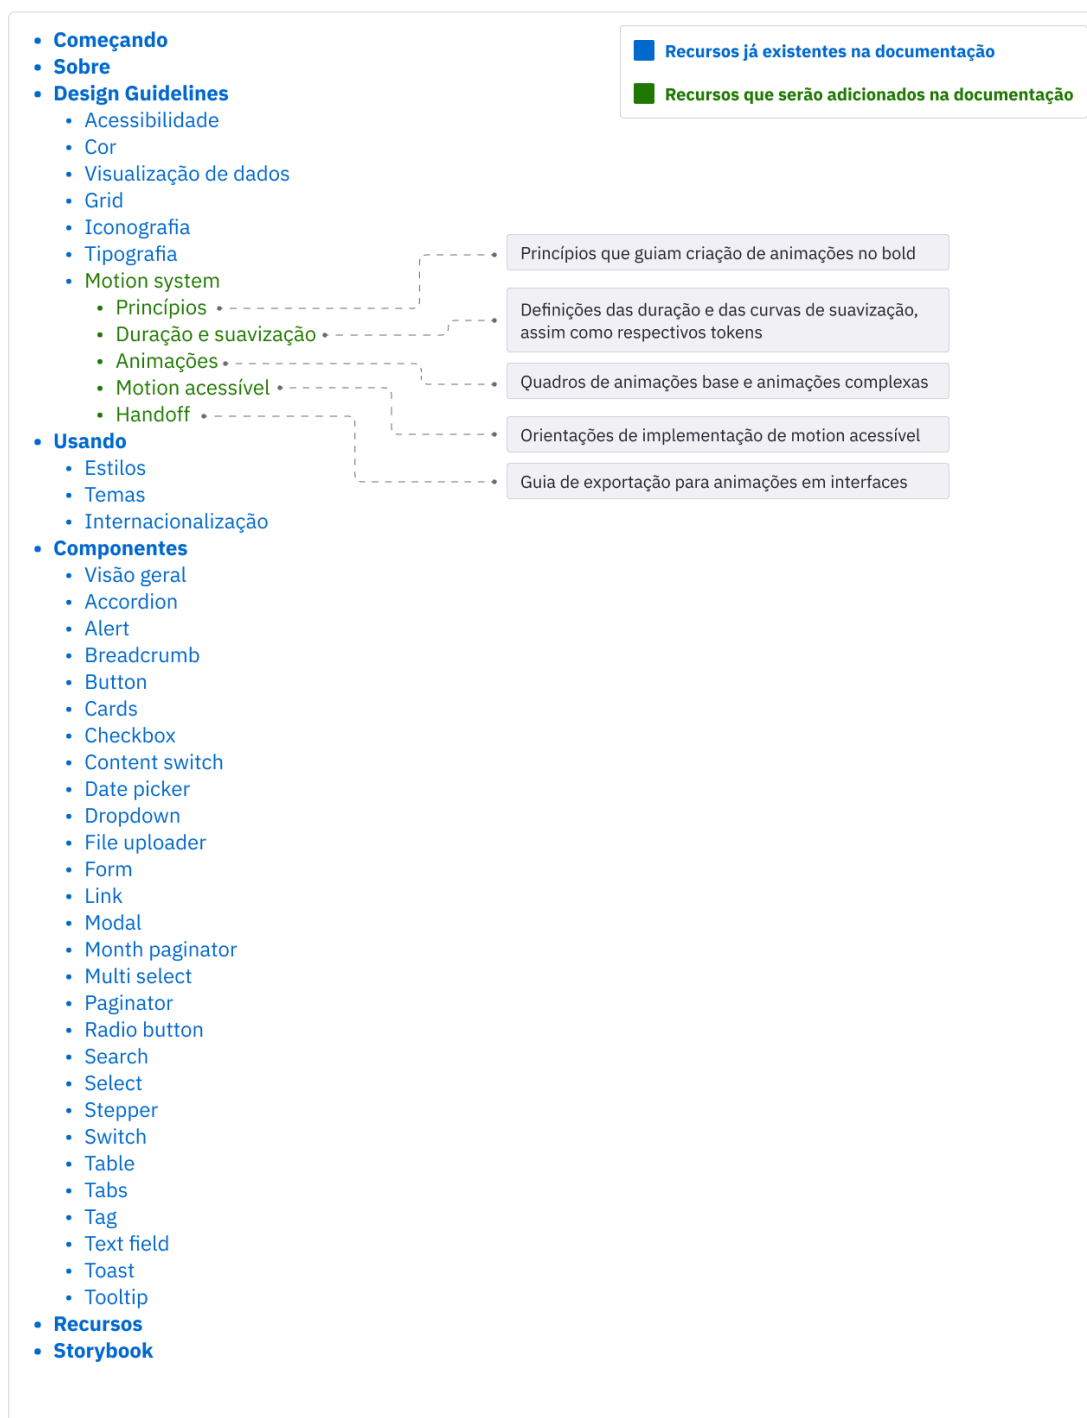 Começando
Sobre
Design Guidelines
Acessibilidade
Cor
Visualização de dados
Grid
Iconografia
Tipografia
Motion system
Princípios
Duração e suavização
Animações
Motion acessível
Handoff
Usando
Estilos
Temas
Internacionalização
Componentes
Visão geral
Accordion
Alert
Breadcrumb
Button
Cards
Checkbox
Content switch
Date picker
Dropdown
File uploader
Form
Link
Modal
Month paginator
Multi select
Paginator
Radio button
Search
Select
Stepper
Switch
Table
Tabs
Tag
Text field
Toast
Tooltip
Recursos
Storybook
Recursos já existentes na documentação
Recursos que serão adicionados na documentação
Princípios que guiam criação de animações no bold
Definições das duração e das curvas de suavização,
assim como respectivos tokens
Quadros de animações base e animações complexas
Orientações de implementação de motion acessível
Guia de exportação para animações em interfaces